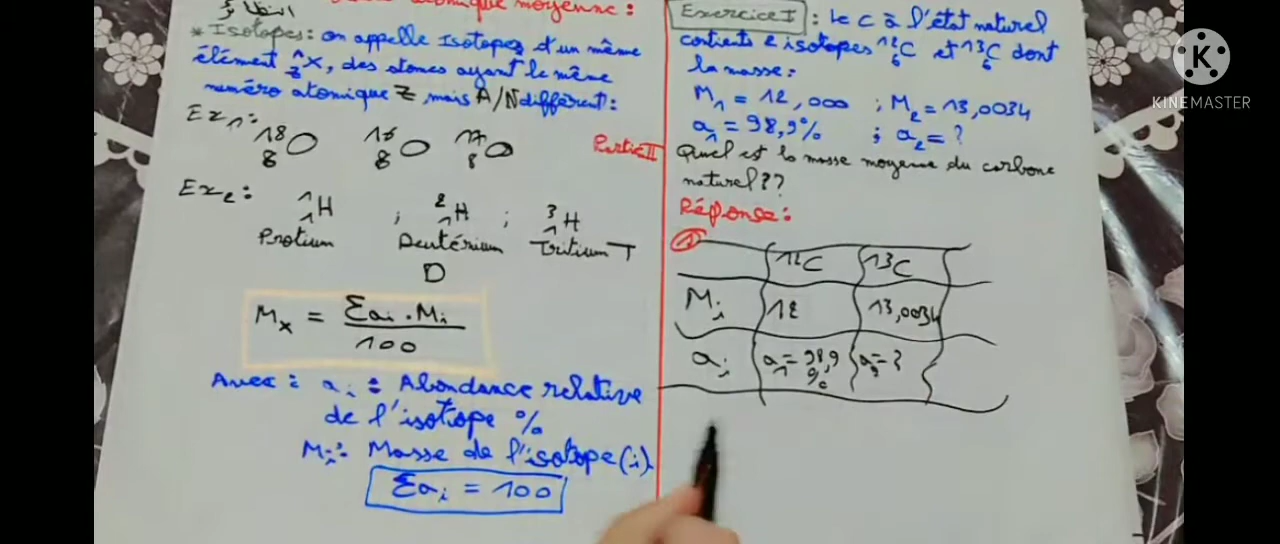 atomique moyenne:
* Isotopes: on appelle Isotopes d'un même
élément ᴬ_Z X, des atomes ayant le même
numéro atomique Z, mais A/N différent:
Ex1:
¹⁸₈O ¹⁶₈O ¹⁷₈O
Ex2:
¹₁H ; ²₁H ; ³₁H
Protium Deutérium Tritium T
D
Mx = Σai . Mi / 100
Avec : ai : Abondance relative
de l'isotope %
Mi : Masse de l'isotope (i).
Σai = 100
Partie II
Exercice I : Le C à l'état naturel
contients 2 isotopes ¹²₆C et ¹³₆C dont
la masse:
M1 = 12,000 ; M2 = 13,0034
a1 = 98,9% ; a2 = ?
Quel est la masse moyenne du carbone
naturel??
Réponse:
1
¹²C ¹³C
Mi 12 13,0034
ai a1 = 98,9 % a2 = ?
K
KINEMASTER